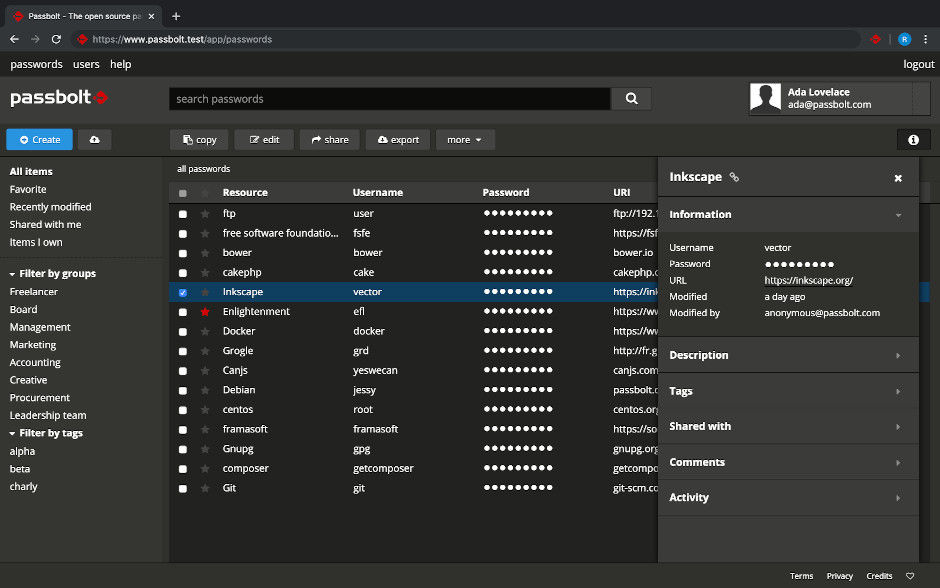 Passbolt - The open source pa
https://www.passbolt.test/app/passwords
R
passwords users help logout
passbolt
search passwords
Ada Lovelace
ada@passbolt.com
Create
copy edit share export more
All items
Favorite
Recently modified
Shared with me
Items I own
Filter by groups
Freelancer
Board
Management
Marketing
Accounting
Creative
Procurement
Leadership team
Filter by tags
alpha
beta
charly
all passwords
Resource Username Password URI
ftp user ●●●●●●●●● ftp://192.1
free software foundatio... fsfe ●●●●●●●●● https://fsf
bower bower ●●●●●●●●● bower.io
cakephp cake ●●●●●●●●● cakephp.c
Inkscape vector ●●●●●●●●● https://ink
Enlightenment efl ●●●●●●●●● https://ww
Docker docker ●●●●●●●●● https://ww
Grogle grd ●●●●●●●●● http://fr.g
Canjs yeswecan ●●●●●●●●● canjs.com
Debian jessy ●●●●●●●●● passbolt.c
centos root ●●●●●●●●● centos.org
framasoft framasoft ●●●●●●●●● https://so
Gnupg gpg ●●●●●●●●● gnupg.org
composer getcomposer ●●●●●●●●● getcompo
Git git ●●●●●●●●● git-scm.co
Inkscape
Information
Username vector
Password ●●●●●●●●●
URL https://inkscape.org/
Modified a day ago
Modified by anonymous@passbolt.com
Description
Tags
Shared with
Comments
Activity
Terms Privacy Credits